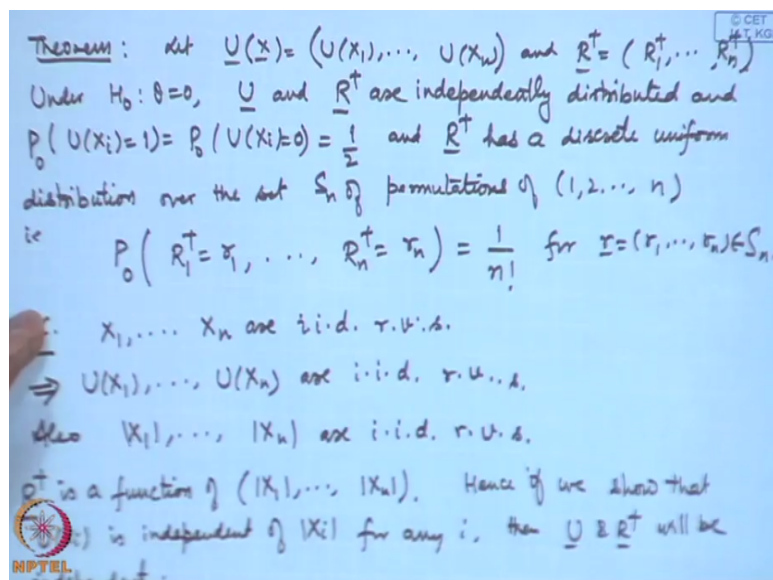 © CET
I.I.T. KGP
Theorem : Let U(x) = (U(X₁), ..., U(Xn)) and R⁺ = (R₁⁺, ..., Rn⁺)
Under H₀ : θ=0, U and R⁺ are independently distributed and
P₀( U(Xi)=1) = P₀( U(Xi)=0) = 1/2 and R⁺ has a discrete uniform
distribution over the set Sn of permutations of (1,2..., n)
ie
P₀( R₁⁺= r₁, ..., Rn⁺= rn) = 1/n! for r=(r₁,..., rn)∈Sn
X₁, .... Xn are i.i.d. r.v.s.
⇒ U(X₁), ..., U(Xn) are i.i.d. r.v.s.
Also |X₁|, ..., |Xn| are i.i.d. r.v.s.
R⁺ is a function of (|X₁|, ..., |Xn|). Hence if we show that
is independent of |Xi| for any i, then U & R⁺ will be
NPTEL